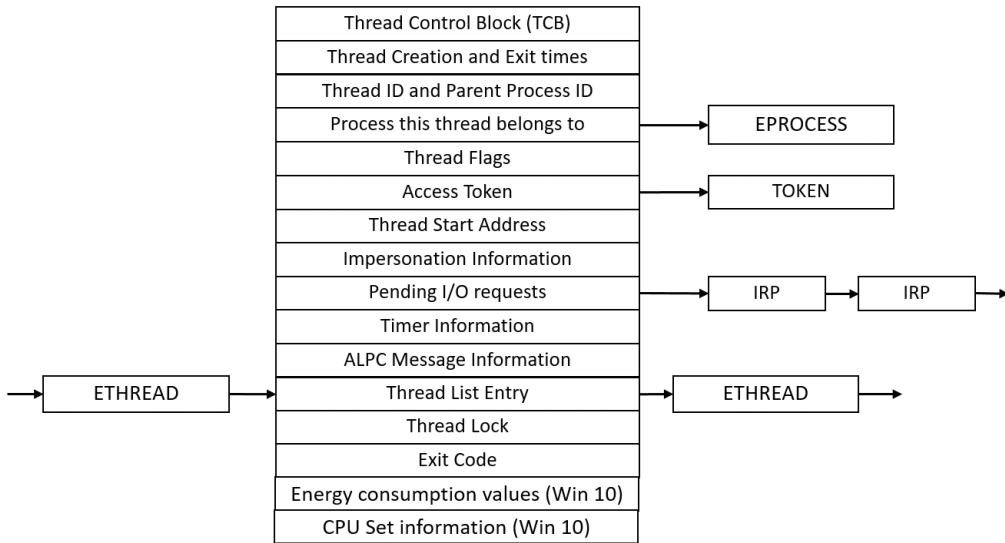 Thread Control Block (TCB)
Thread Creation and Exit times
Thread ID and Parent Process ID
Process this thread belongs to
EPROCESS
Thread Flags
Access Token
TOKEN
Thread Start Address
Impersonation Information
Pending I/O requests
IRP
IRP
Timer Information
ALPC Message Information
ETHREAD
Thread List Entry
ETHREAD
Thread Lock
Exit Code
Energy consumption values (Win 10)
CPU Set information (Win 10)